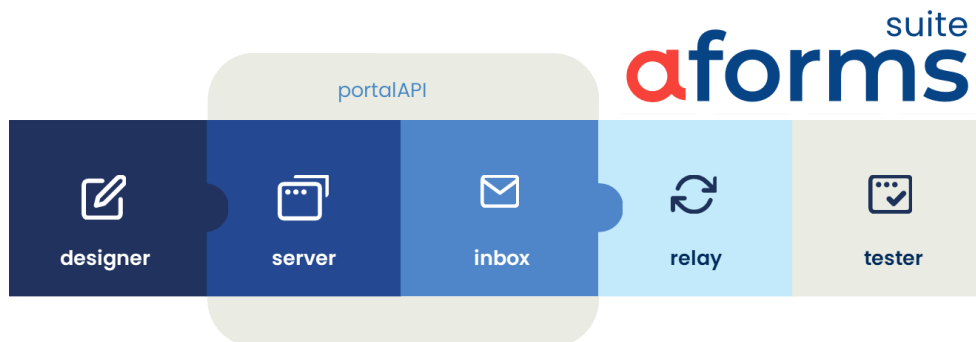 suite
aforms
portalAPI
designer
server
inbox
relay
tester